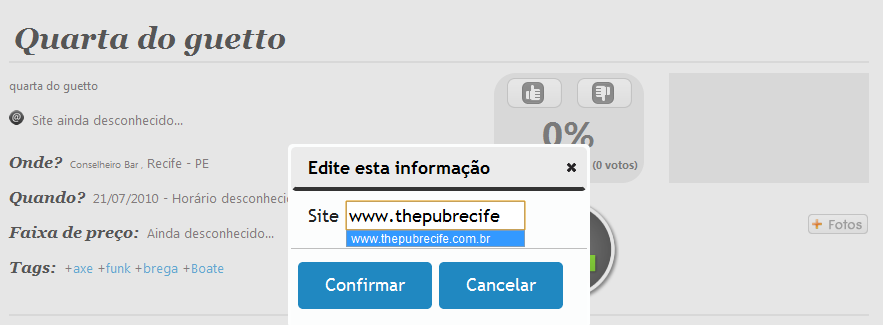 Quarta do guetto
quarta do guetto
@ Site ainda desconhecido...
0%
(0 votos)
Onde? Conselheiro Bar , Recife - PE
Quando? 21/07/2010 - Horário desconheci
Faixa de preço: Ainda desconhecido...
Tags: +axe +funk +brega +Boate
+ Fotos
Edite esta informação ×
Site www.thepubrecife
www.thepubrecife.com.br
Confirmar Cancelar